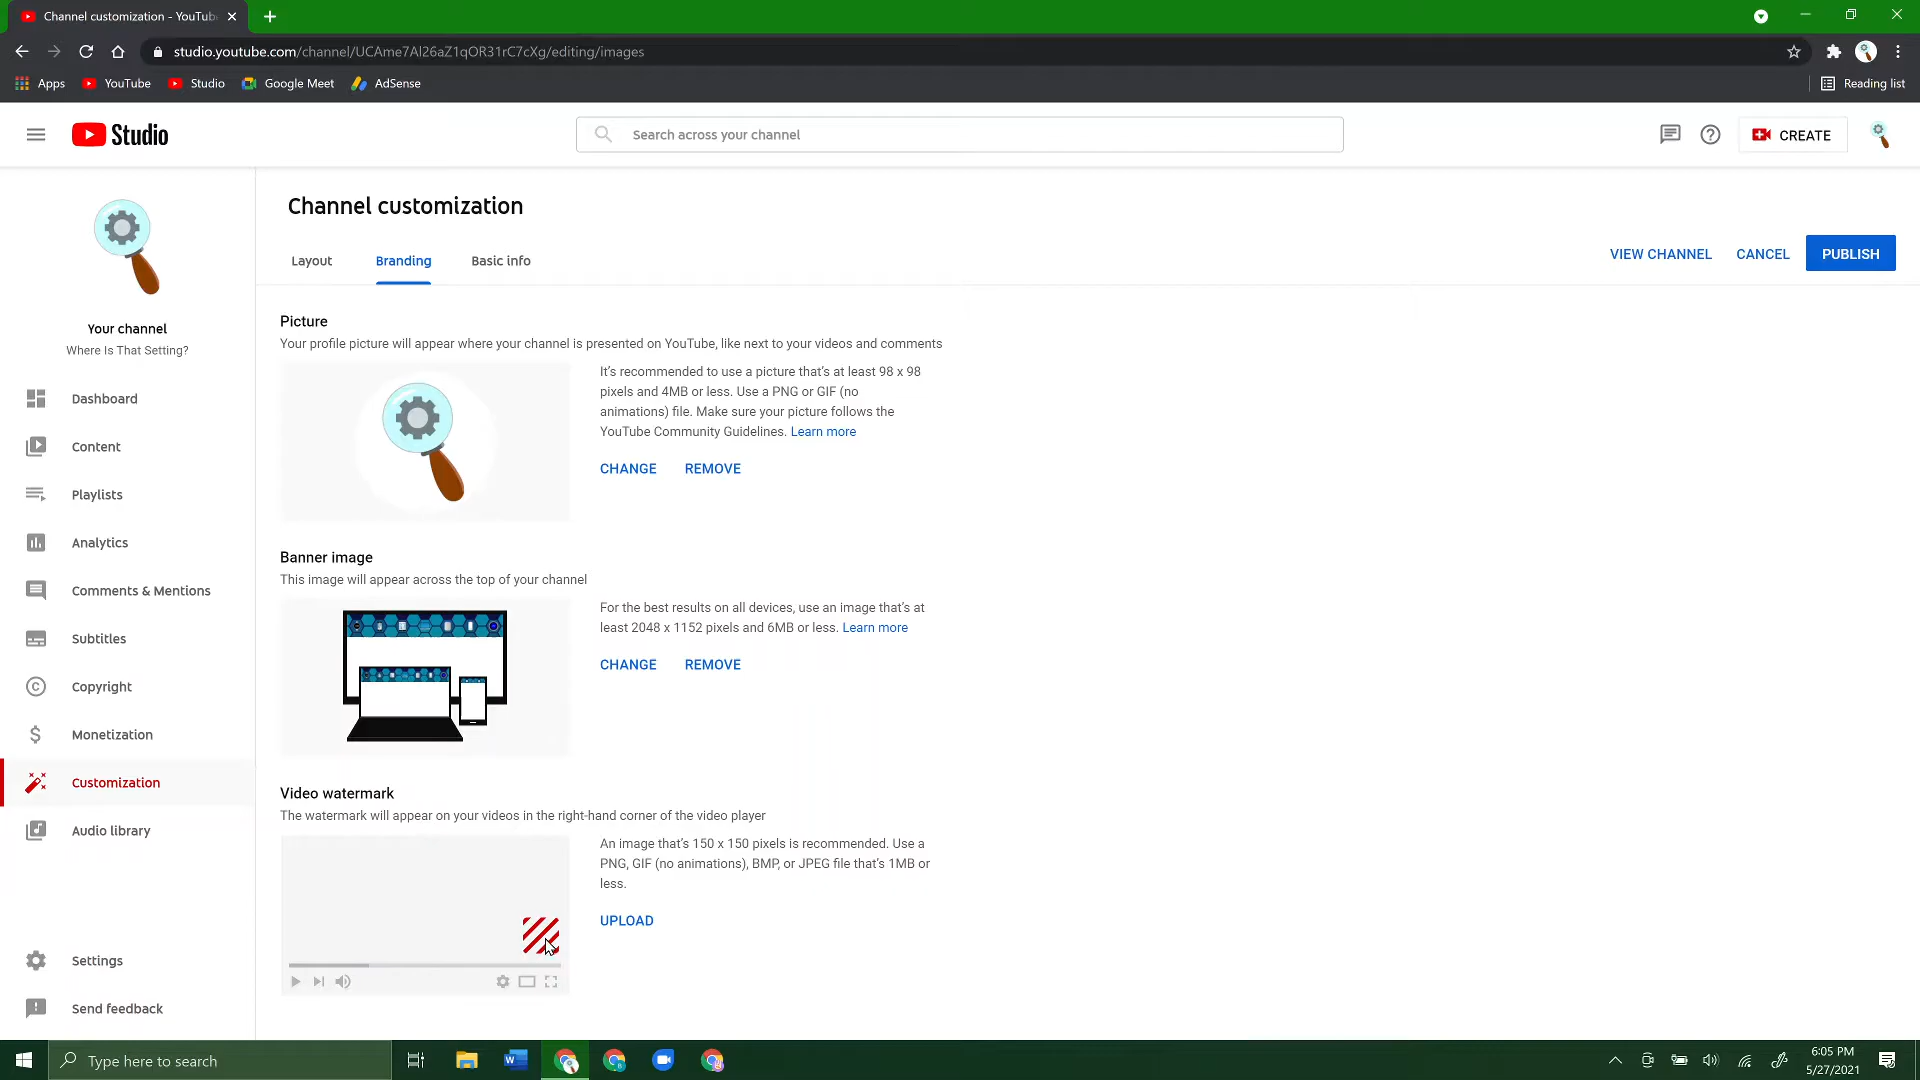 Channel customization - YouTub
studio.youtube.com/channel/UCAme7Al26aZ1qOR31rC7cXg/editing/images
Apps YouTube Studio Google Meet AdSense Reading list
Studio
Search across your channel
CREATE
Channel customization
Layout Branding Basic info
VIEW CHANNEL CANCEL PUBLISH
Your channel
Where Is That Setting?
Dashboard
Content
Playlists
Analytics
Comments & Mentions
Subtitles
Copyright
Monetization
Customization
Audio library
Settings
Send feedback
Picture
Your profile picture will appear where your channel is presented on YouTube, like next to your videos and comments
It's recommended to use a picture that's at least 98 x 98
pixels and 4MB or less. Use a PNG or GIF (no
animations) file. Make sure your picture follows the
YouTube Community Guidelines. Learn more
CHANGE REMOVE
Banner image
This image will appear across the top of your channel
For the best results on all devices, use an image that's at
least 2048 x 1152 pixels and 6MB or less. Learn more
CHANGE REMOVE
Video watermark
The watermark will appear on your videos in the right-hand corner of the video player
An image that's 150 x 150 pixels is recommended. Use a
PNG, GIF (no animations), BMP, or JPEG file that's 1MB or
less.
UPLOAD
Type here to search
6:05 PM
5/27/2021